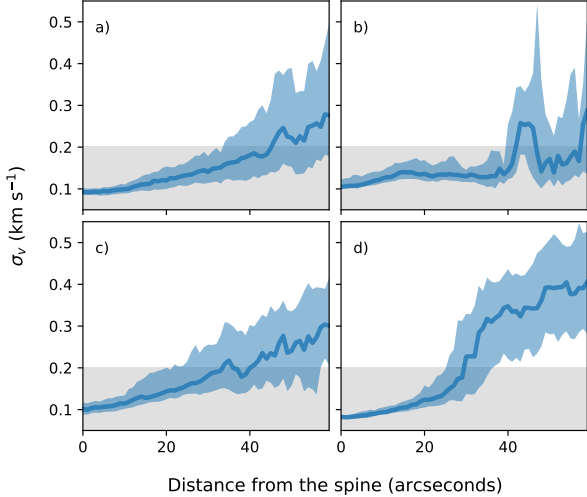 a)
b)
0.5
0.4
0.3
0.2
0.1
c)
d)
0.5
0.4
0.3
0.2
0.1
0 20 40 0 20 40
σv (km s−1)
Distance from the spine (arcseconds)